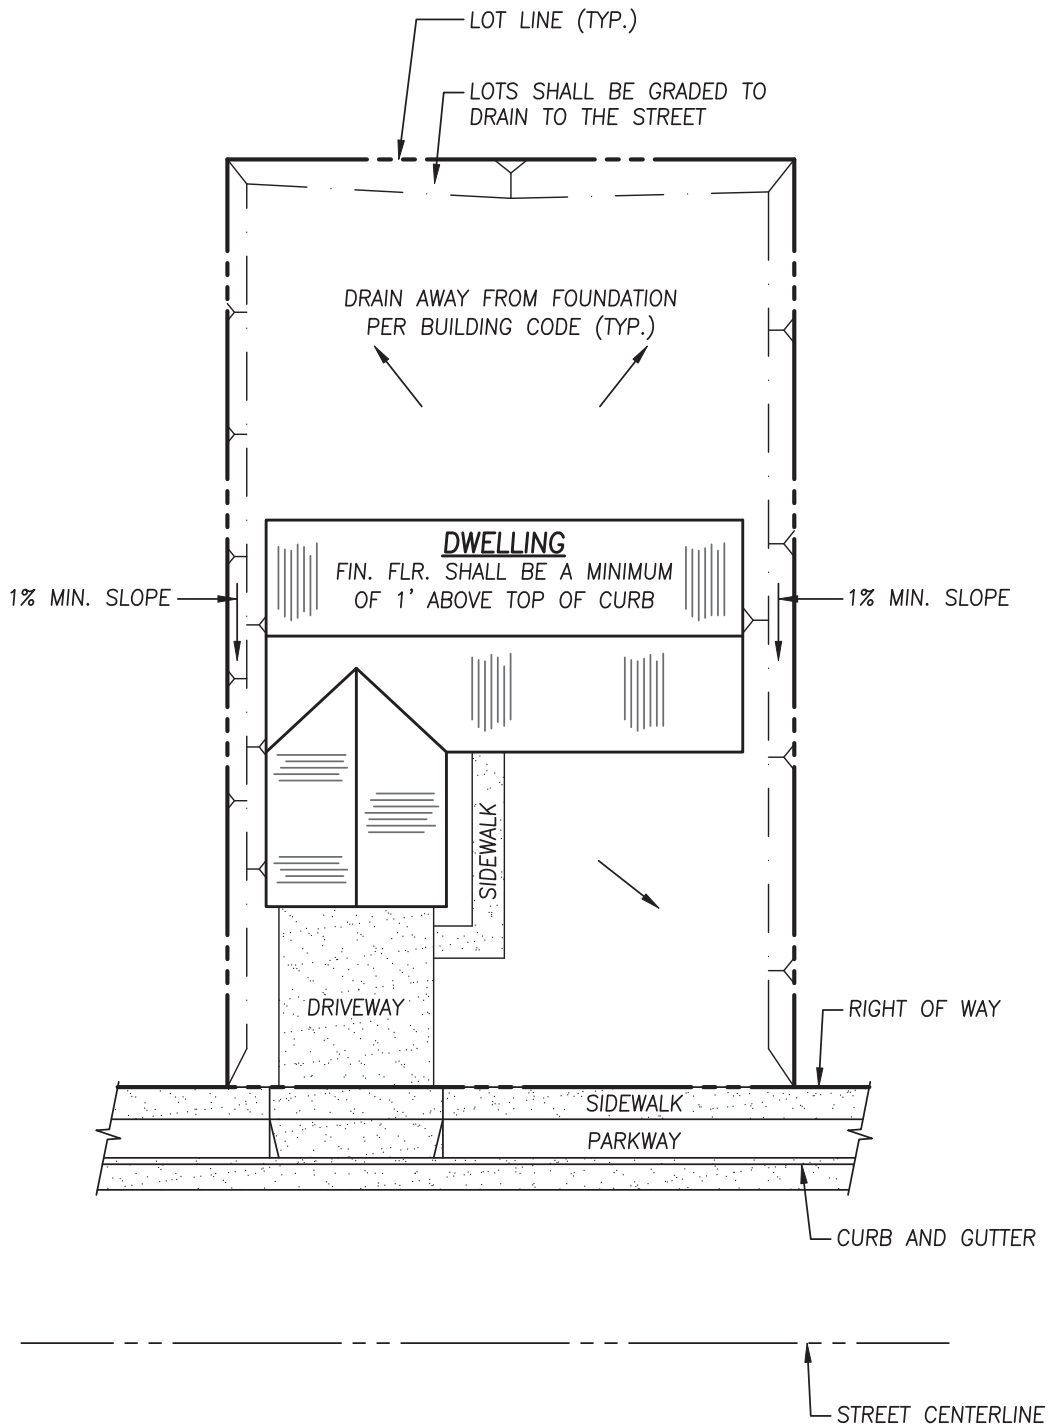 LOT LINE (TYP.)
LOTS SHALL BE GRADED TO
DRAIN TO THE STREET
DRAIN AWAY FROM FOUNDATION
PER BUILDING CODE (TYP.)
DWELLING
FIN. FLR. SHALL BE A MINIMUM
OF 1' ABOVE TOP OF CURB
1% MIN. SLOPE
1% MIN. SLOPE
SIDEWALK
DRIVEWAY
RIGHT OF WAY
SIDEWALK
PARKWAY
CURB AND GUTTER
STREET CENTERLINE